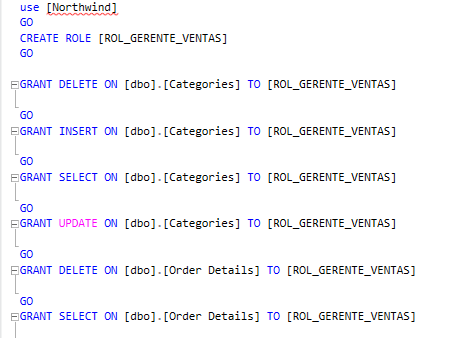 use [Northwind]
GO
CREATE ROLE [ROL_GERENTE_VENTAS]
GO
GRANT DELETE ON [dbo].[Categories] TO [ROL_GERENTE_VENTAS]
GO
GRANT INSERT ON [dbo].[Categories] TO [ROL_GERENTE_VENTAS]
GO
GRANT SELECT ON [dbo].[Categories] TO [ROL_GERENTE_VENTAS]
GO
GRANT UPDATE ON [dbo].[Categories] TO [ROL_GERENTE_VENTAS]
GO
GRANT DELETE ON [dbo].[Order Details] TO [ROL_GERENTE_VENTAS]
GO
GRANT SELECT ON [dbo].[Order Details] TO [ROL_GERENTE_VENTAS]